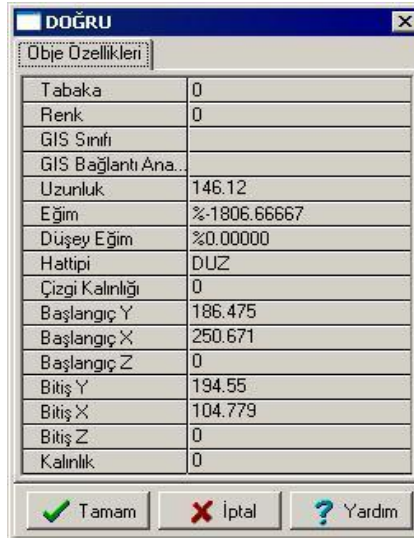 DOĞRU
Obje Özellikleri
Tabaka 0
Renk 0
GIS Sınıfı
GIS Bağlantı Ana...
Uzunluk 146.12
Eğim %-1806.66667
Düşey Eğim %0.00000
Hattipi DUZ
Çizgi Kalınlığı 0
Başlangıç Y 186.475
Başlangıç X 250.671
Başlangıç Z 0
Bitiş Y 194.55
Bitiş X 104.779
Bitiş Z 0
Kalınlık 0
Tamam İptal Yardım